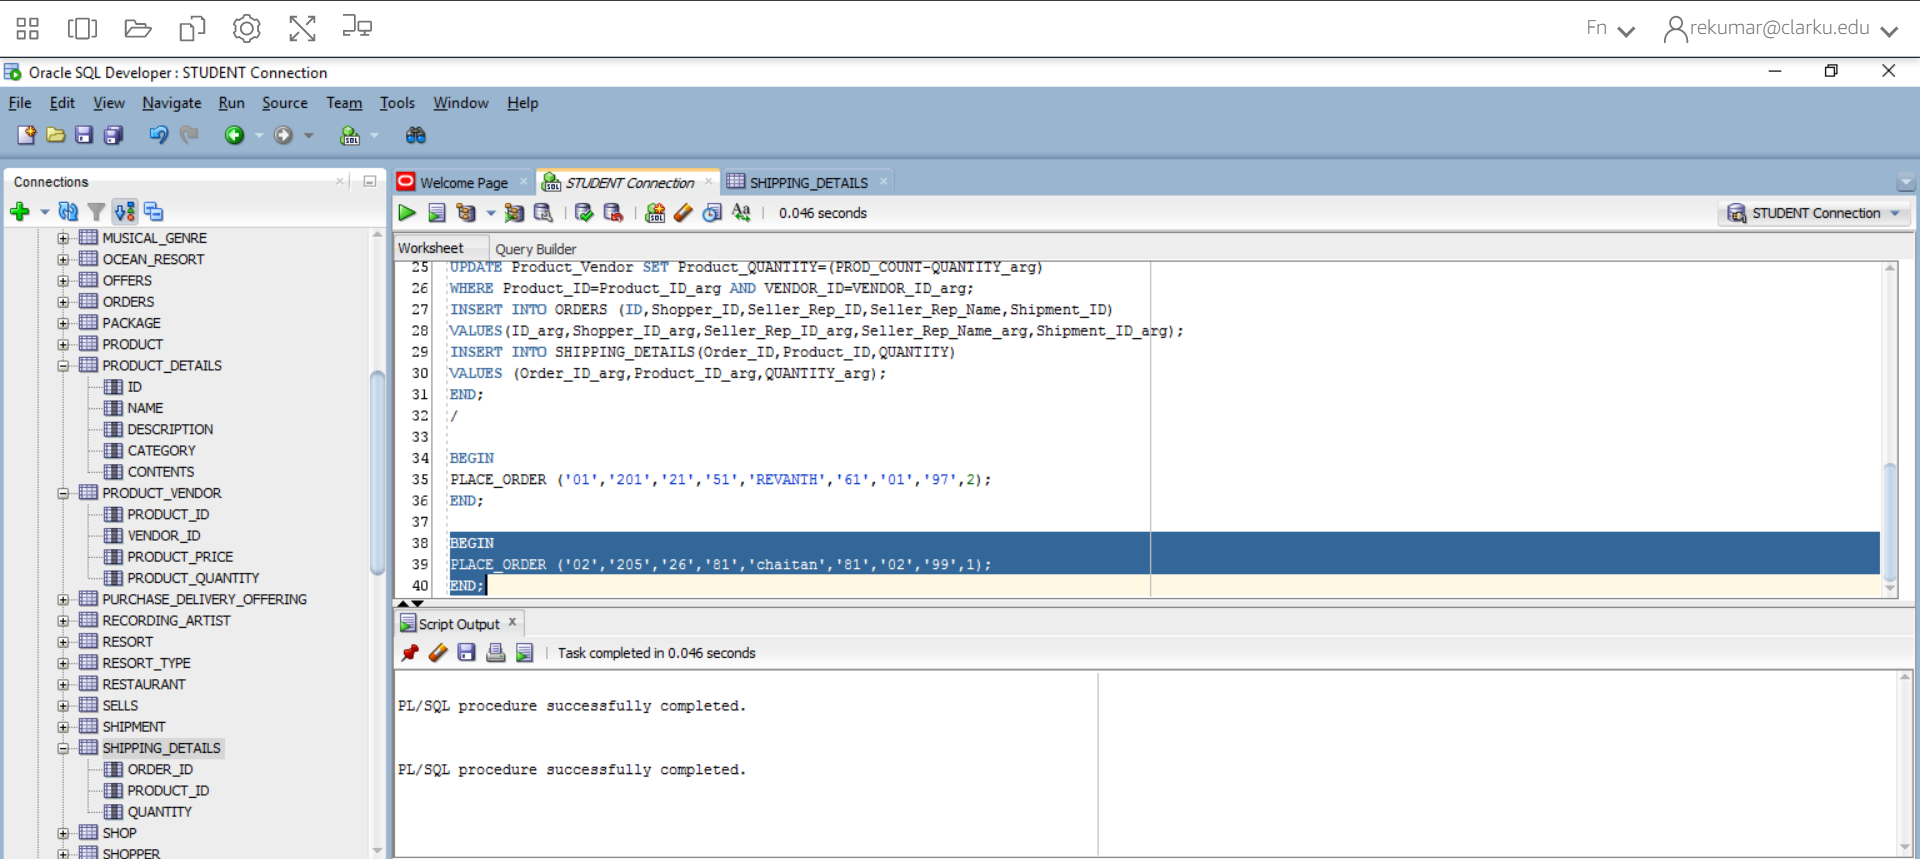 Fn
rekumar@clarku.edu
Oracle SQL Developer : STUDENT Connection
File Edit View Navigate Run Source Team Tools Window Help
Connections
MUSICAL_GENRE
OCEAN_RESORT
OFFERS
ORDERS
PACKAGE
PRODUCT
PRODUCT_DETAILS
ID
NAME
DESCRIPTION
CATEGORY
CONTENTS
PRODUCT_VENDOR
PRODUCT_ID
VENDOR_ID
PRODUCT_PRICE
PRODUCT_QUANTITY
PURCHASE_DELIVERY_OFFERING
RECORDING_ARTIST
RESORT
RESORT_TYPE
RESTAURANT
SELLS
SHIPMENT
SHIPPING_DETAILS
ORDER_ID
PRODUCT_ID
QUANTITY
SHOP
SHOPPER
Welcome Page
STUDENT Connection
SHIPPING_DETAILS
0.046 seconds
STUDENT Connection
Worksheet
Query Builder
25 UPDATE Product_Vendor SET Product_QUANTITY=(PROD_COUNT-QUANTITY_arg)
26 WHERE Product_ID=Product_ID_arg AND VENDOR_ID=VENDOR_ID_arg;
27 INSERT INTO ORDERS (ID,Shopper_ID,Seller_Rep_ID,Seller_Rep_Name,Shipment_ID)
28 VALUES(ID_arg,Shopper_ID_arg,Seller_Rep_ID_arg,Seller_Rep_Name_arg,Shipment_ID_arg);
29 INSERT INTO SHIPPING_DETAILS(Order_ID,Product_ID,QUANTITY)
30 VALUES (Order_ID_arg,Product_ID_arg,QUANTITY_arg);
31 END;
32 /
33
34 BEGIN
35 PLACE_ORDER ('01','201','21','51','REVANTH','61','01','97',2);
36 END;
37
38 BEGIN
39 PLACE_ORDER ('02','205','26','81','chaitan','81','02','99',1);
40 END;
Script Output
Task completed in 0.046 seconds
PL/SQL procedure successfully completed.
PL/SQL procedure successfully completed.